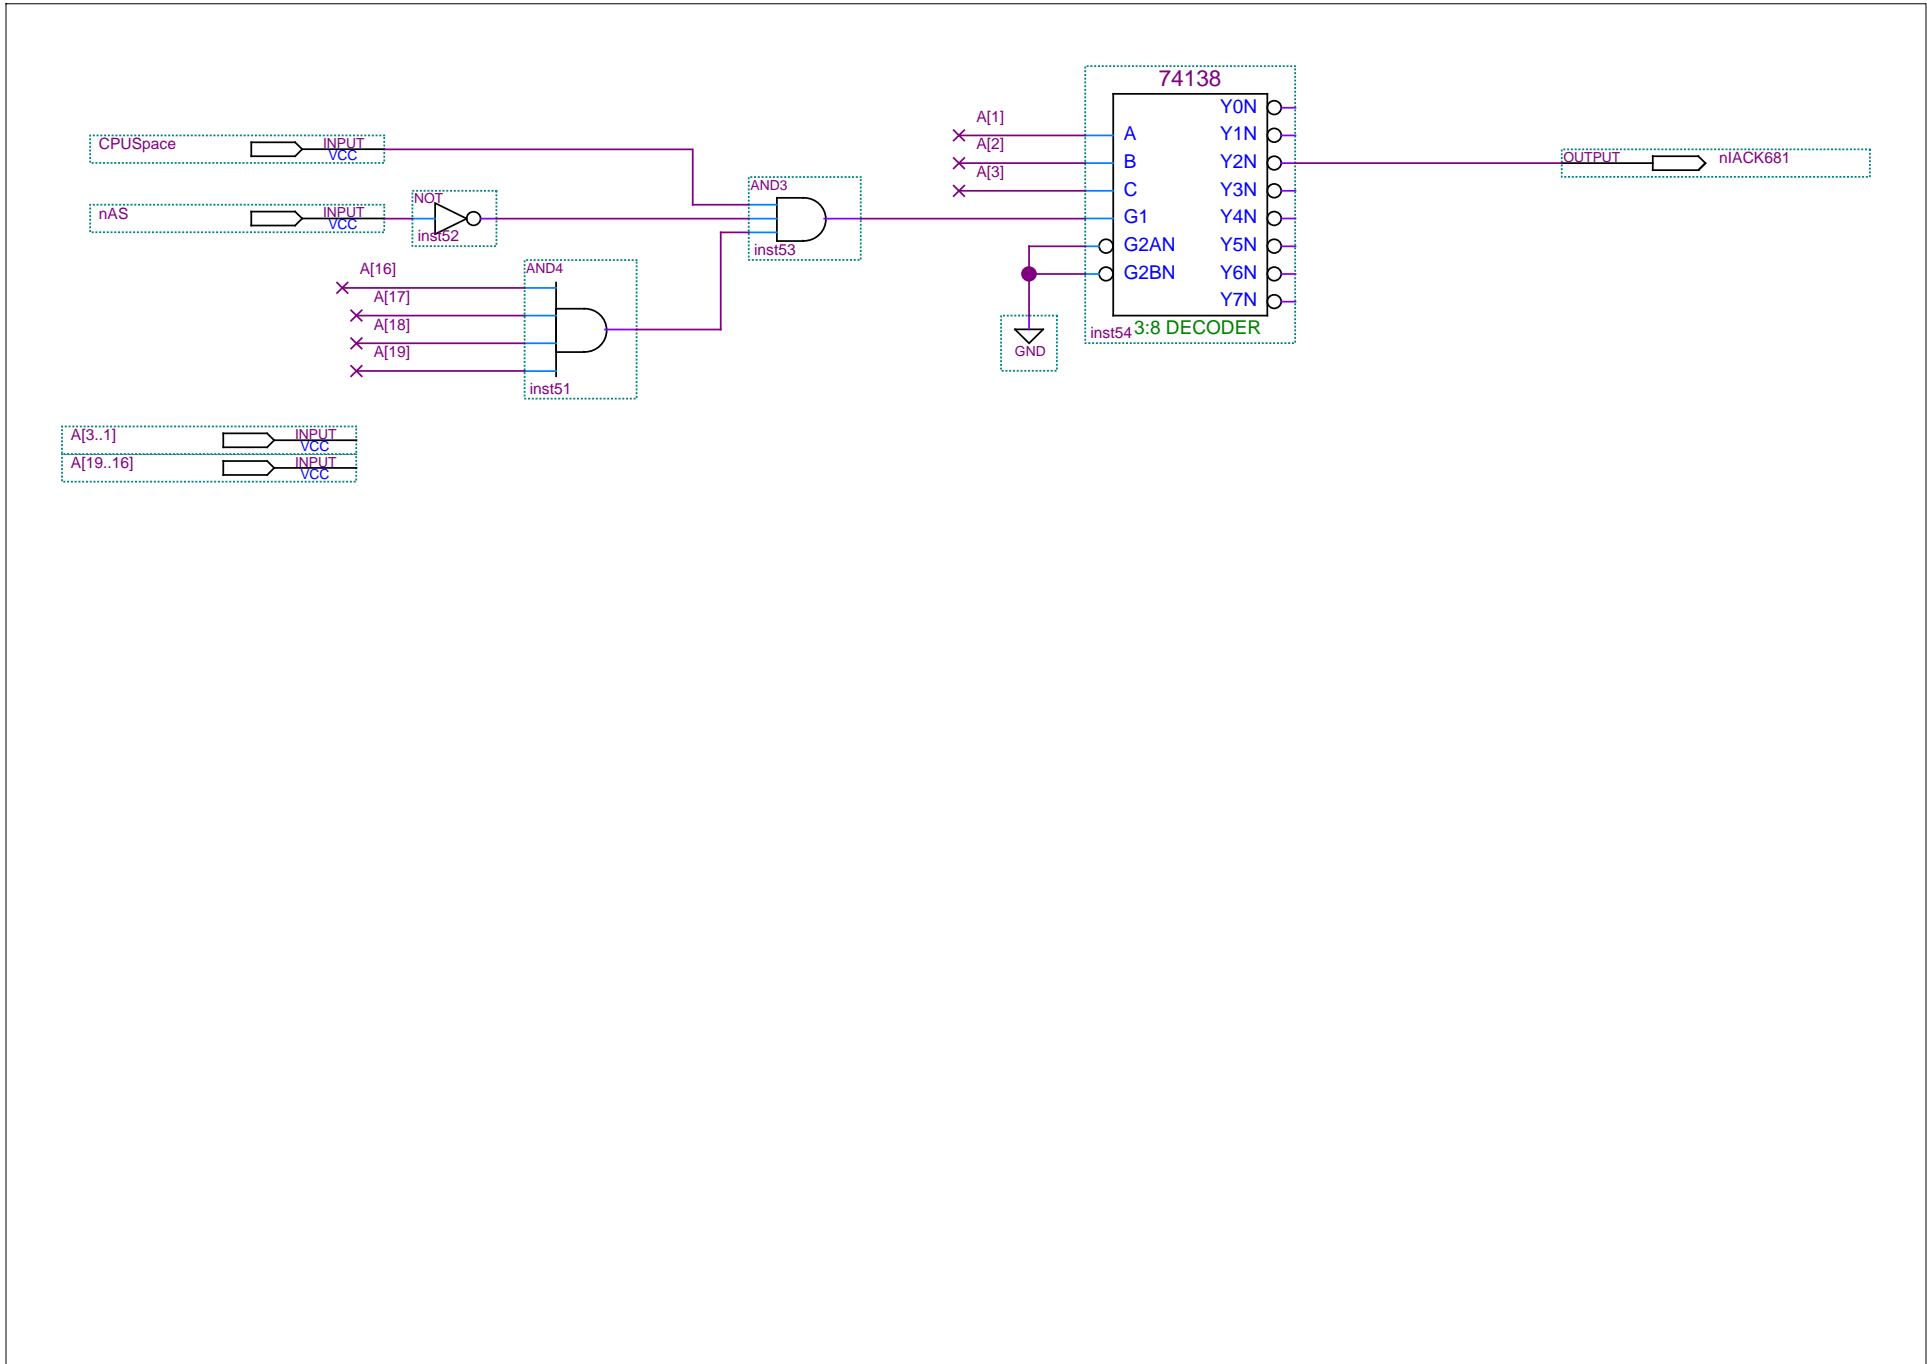 74138
A[1]
A[2]
A[3]
A
B
C
G1
G2AN
G2BN
Y0N
Y1N
Y2N
Y3N
Y4N
Y5N
Y6N
Y7N
inst54
3:8 DECODER
GND
OUTPUT
nIACK681
CPUSpace
INPUT
VCC
nAS
INPUT
VCC
NOT
inst52
AND3
inst53
A[16]
A[17]
A[18]
A[19]
AND4
inst51
A[3..1]
INPUT
VCC
A[19..16]
INPUT
VCC